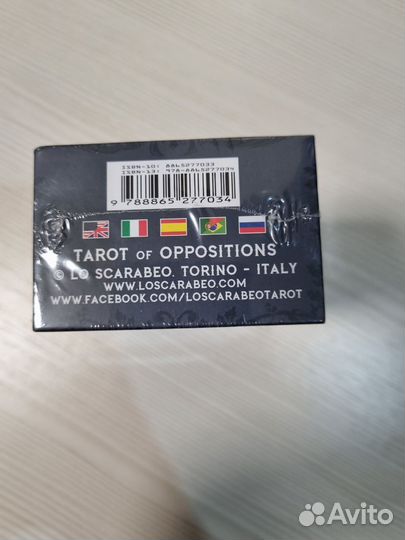 ISBN-10: 8865277033
ISBN-13: 978-8865277034
9 788865 277034
TAROT OF OPPOSITIONS
© LO SCARABEO, TORINO - ITALY
WWW.LOSCARABEO.COM
WWW.FACEBOOK.COM/LOSCARABEOTAROT
Avito